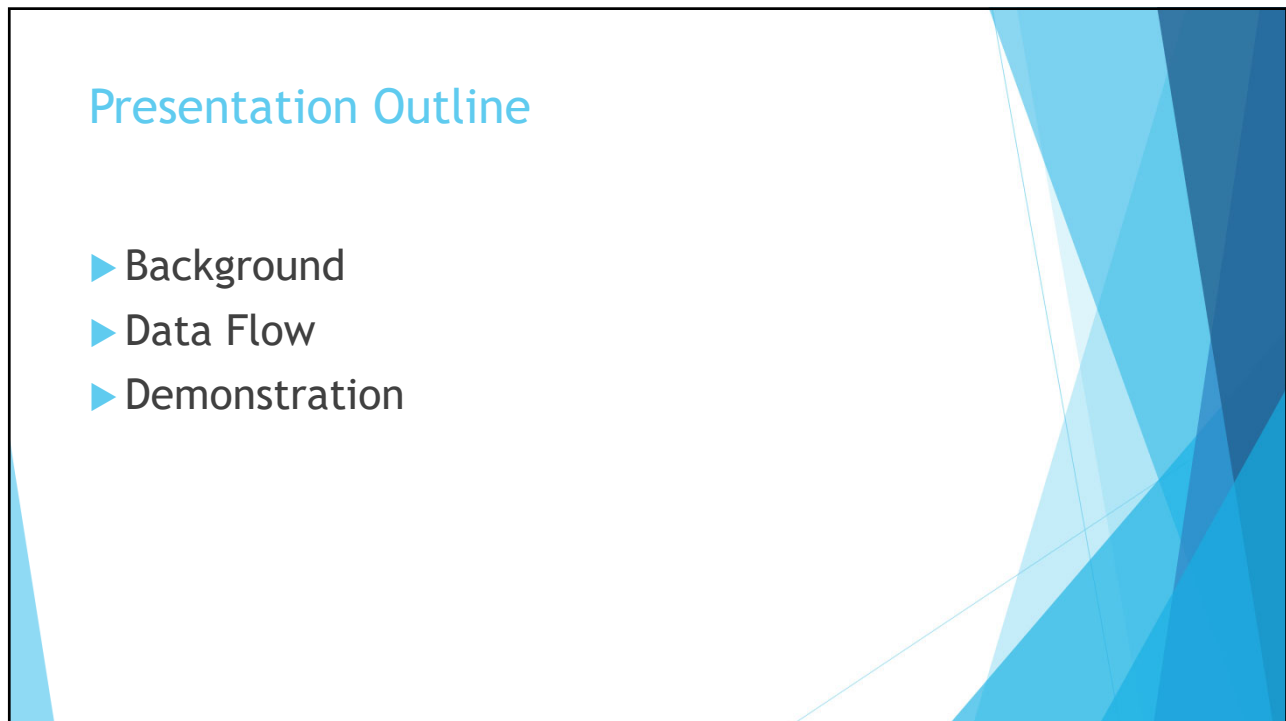 Presentation Outline
Background
Data Flow
Demonstration